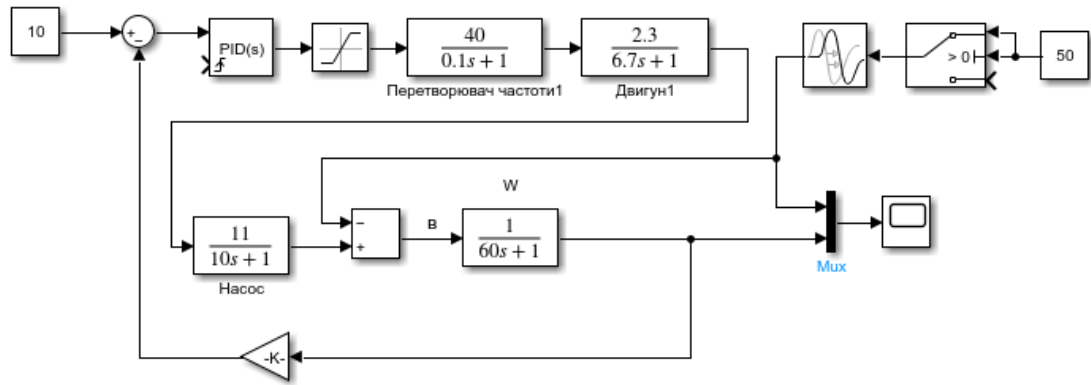 10
+
−
PID(s)
40
0.1s + 1
Перетворювач частоти1
2.3
6.7s + 1
Двигун1
> 0
50
W
11
10s + 1
Насос
−
+
в
1
60s + 1
Mux
-K-